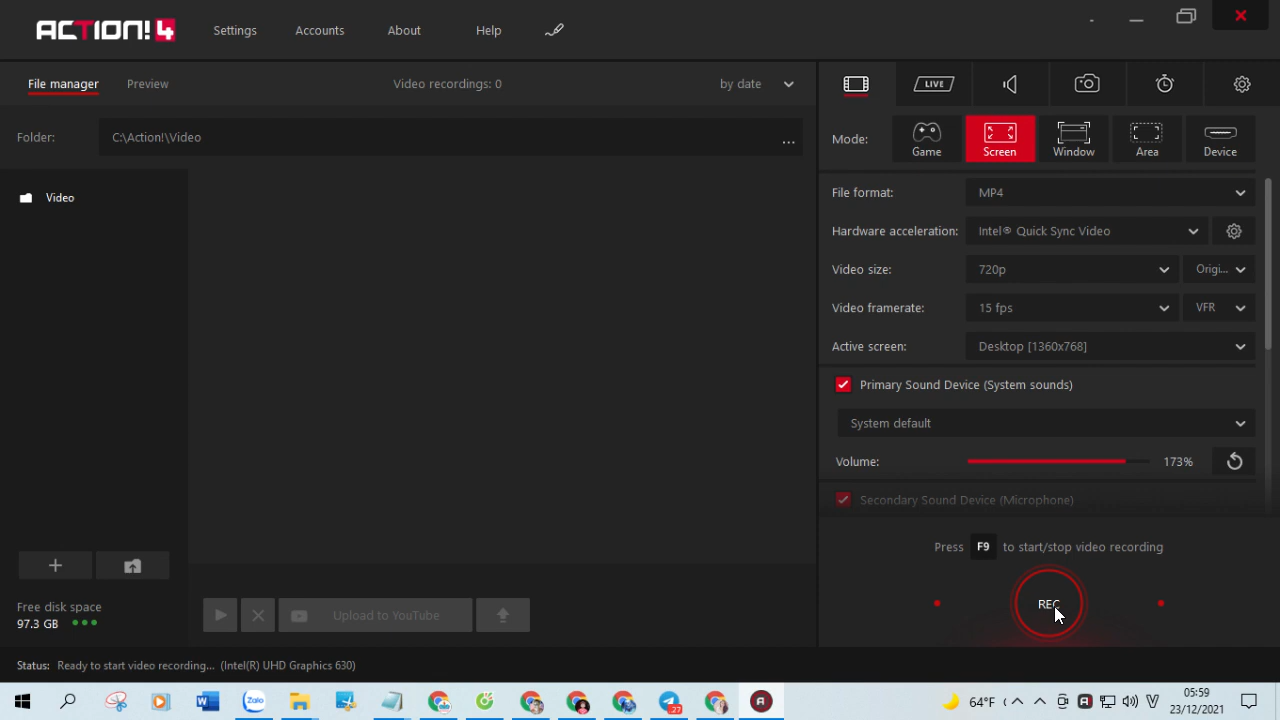 ACTION! 4
Settings Accounts About Help
File manager Preview Video recordings: 0 by date
LIVE
Folder: C:\Action!\Video ...
Mode: Game Screen Window Area Device
File format: MP4
Video
Hardware acceleration: Intel® Quick Sync Video
Video size: 720p Origi...
Video framerate: 15 fps VFR
Active screen: Desktop [1360x768]
Primary Sound Device (System sounds)
System default
Volume: 173%
Secondary Sound Device (Microphone)
Press F9 to start/stop video recording
REC
Free disk space
97.3 GB
Upload to YouTube
Status: Ready to start video recording... (Intel(R) UHD Graphics 630)
Zalo
27
64°F
05:59
23/12/2021